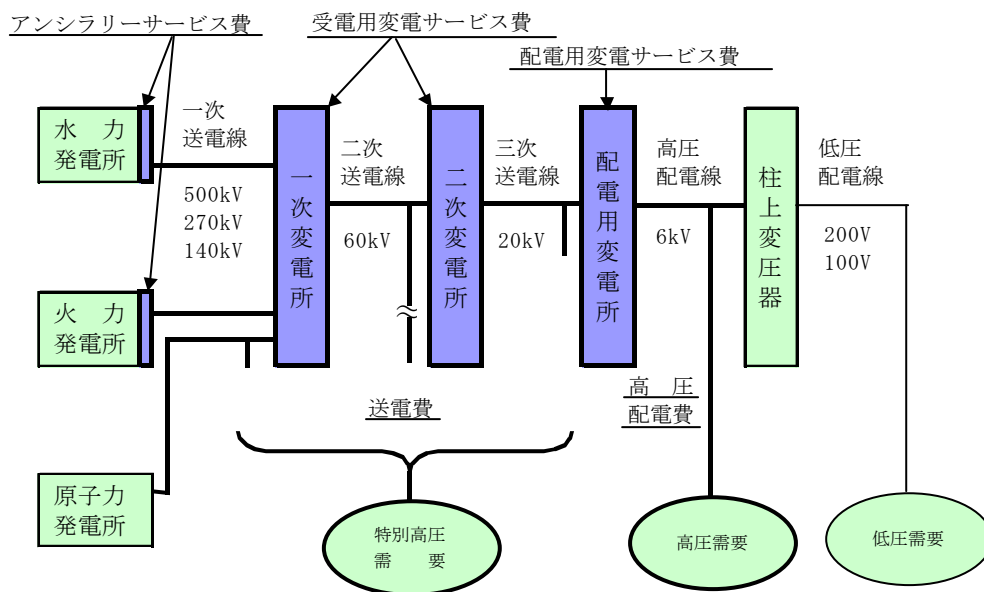 アンシラリーサービス費
受電用変電サービス費
配電用変電サービス費
水　力
発電所
一次
送電線
500kV
270kV
140kV
一次変電所
二次
送電線
60kV
二次変電所
三次
送電線
20kV
配電用変電所
高圧
配電線
6kV
柱上変圧器
低圧
配電線
200V
100V
火　力
発電所
≈
送電費
高　圧
配電費
原子力
発電所
特別高圧
需　　要
高圧需要
低圧需要